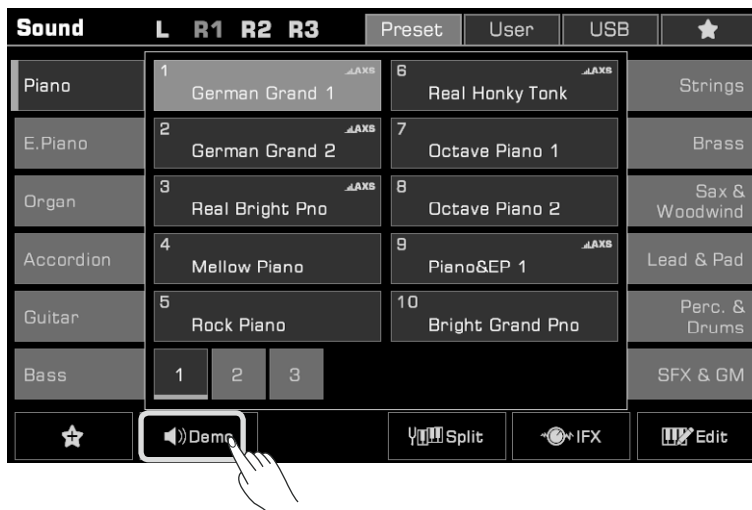 Sound L R1 R2 R3 Preset User USB
Piano
E.Piano
Organ
Accordion
Guitar
Bass
1 AXS
German Grand 1
2 AXS
German Grand 2
3 AXS
Real Bright Pno
4
Mellow Piano
5
Rock Piano
6 AXS
Real Honky Tonk
7
Octave Piano 1
8
Octave Piano 2
9 AXS
Piano&EP 1
10
Bright Grand Pno
1 2 3
Strings
Brass
Sax &
Woodwind
Lead & Pad
Perc. &
Drums
SFX & GM
Demo Split IFX Edit